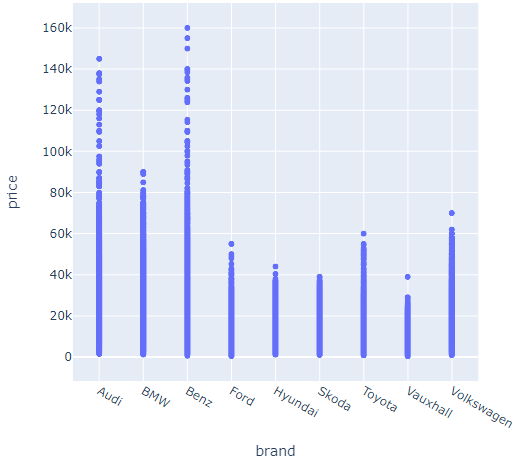 160k
140k
120k
100k
80k
60k
40k
20k
0
price
Audi
BMW
Benz
Ford
Hyundai
Skoda
Toyota
Vauxhall
Volkswagen
brand